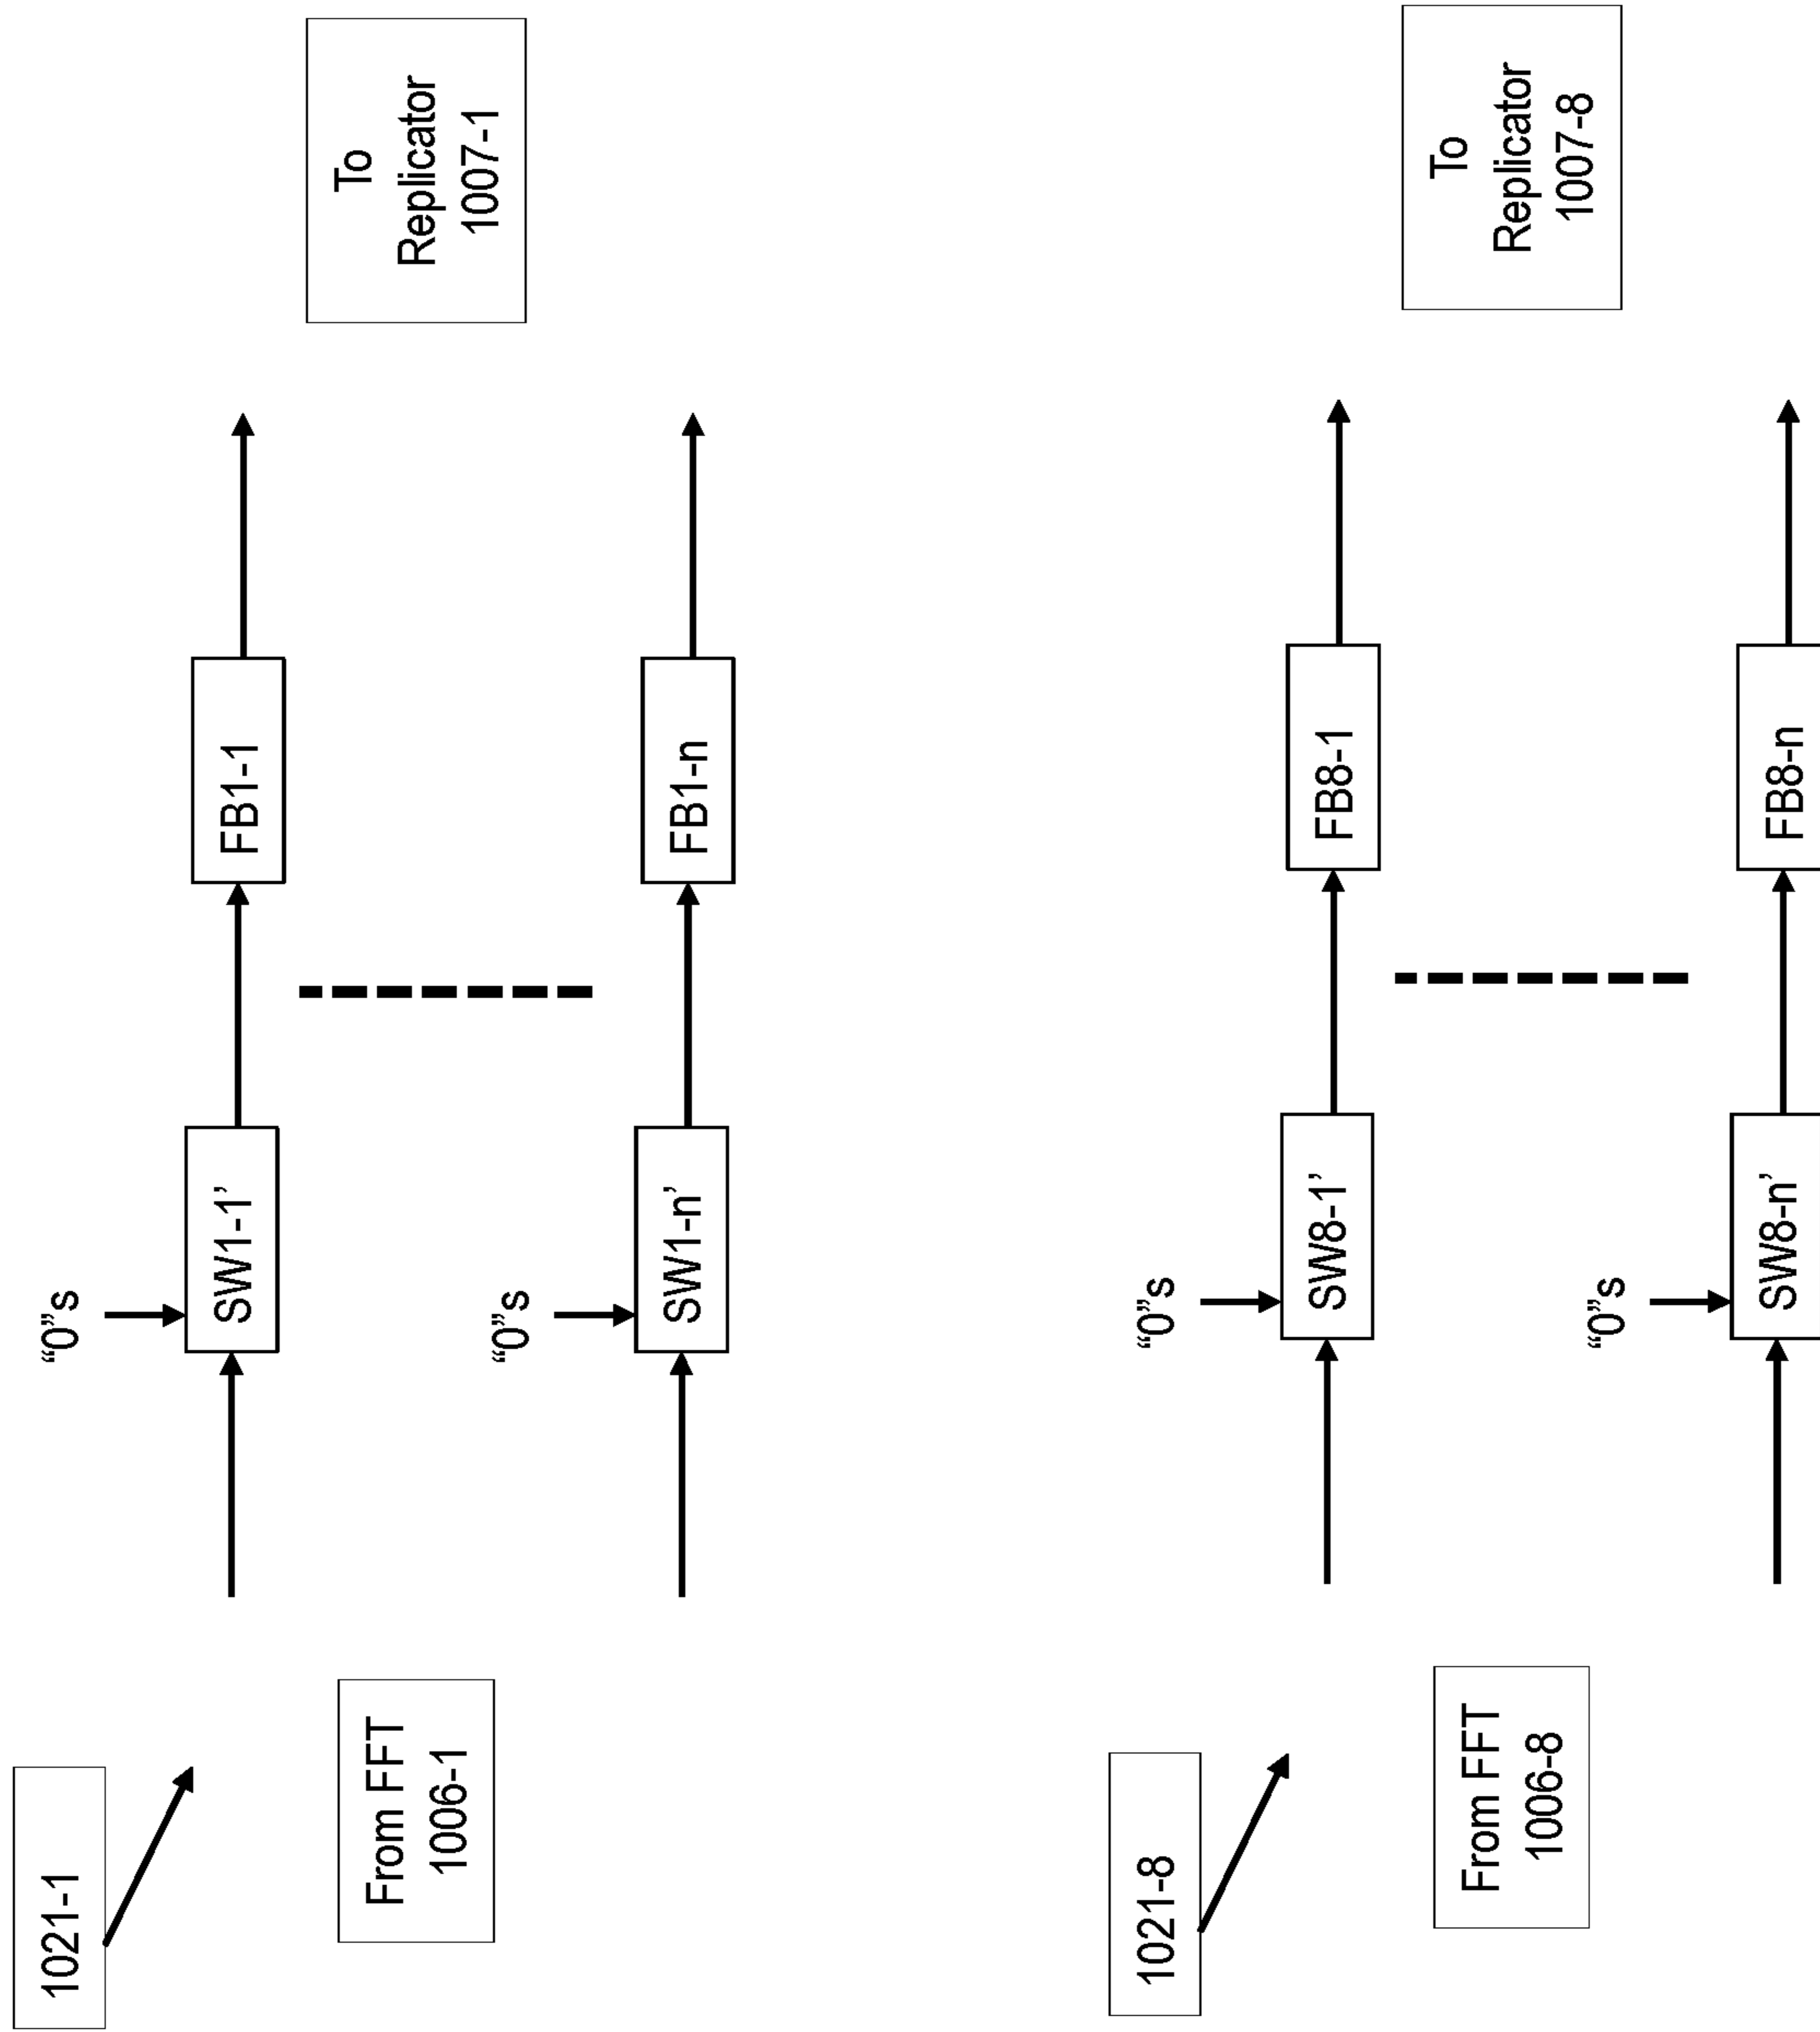 1021-1
From FFT
1006-1
“0”s
SW1-1’
FB1-1
“0”s
SW1-n’
FB1-n
To
Replicator
1007-1
1021-8
From FFT
1006-8
“0”s
SW8-1’
FB8-1
“0”s
SW8-n’
FB8-n
To
Replicator
1007-8